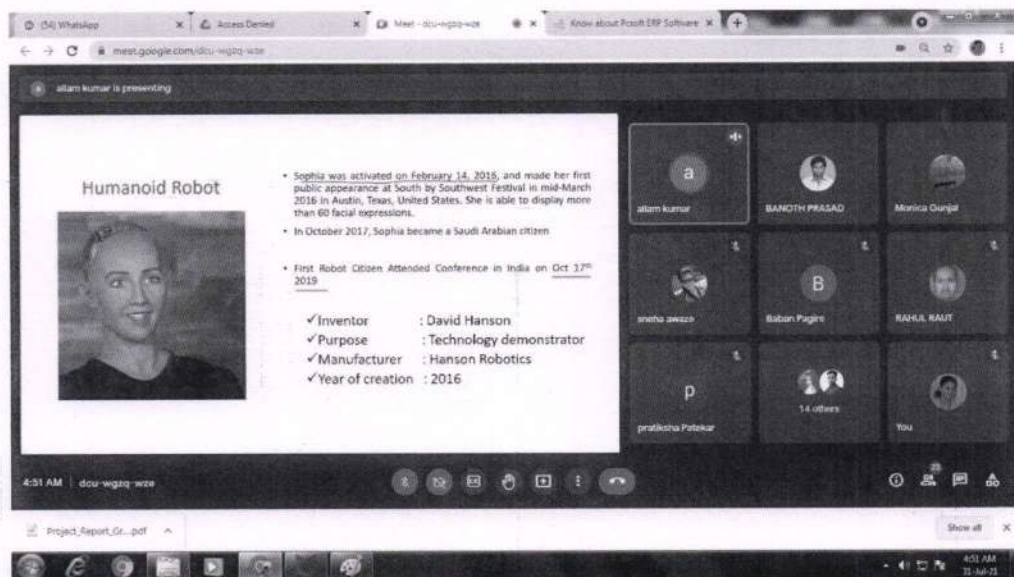 (54) WhatsApp
Access Denied
Meet - dcu-wgzq-wze
Know about Pcsoft ERP Software
meet.google.com/dcu-wgzq-wze
a allam kumar is presenting
Humanoid Robot
• Sophia was activated on February 14, 2016, and made her first
public appearance at South by Southwest Festival in mid-March
2016 in Austin, Texas, United States. She is able to display more
than 60 facial expressions.
• In October 2017, Sophia became a Saudi Arabian citizen
• First Robot Citizen Attended Conference in India on Oct 17th
2019
✓Inventor : David Hanson
✓Purpose : Technology demonstrator
✓Manufacturer : Hanson Robotics
✓Year of creation : 2016
a
allam kumar
BANOTH PRASAD
Monica Gunjal
sneha awaze
B
Baban Pagire
RAHUL RAUT
p
pratiksha Patekar
14 others
You
4:51 AM | dcu-wgzq-wze
23
Project_Report_Gr....pdf
Show all
4:51 AM
31-Jul-21